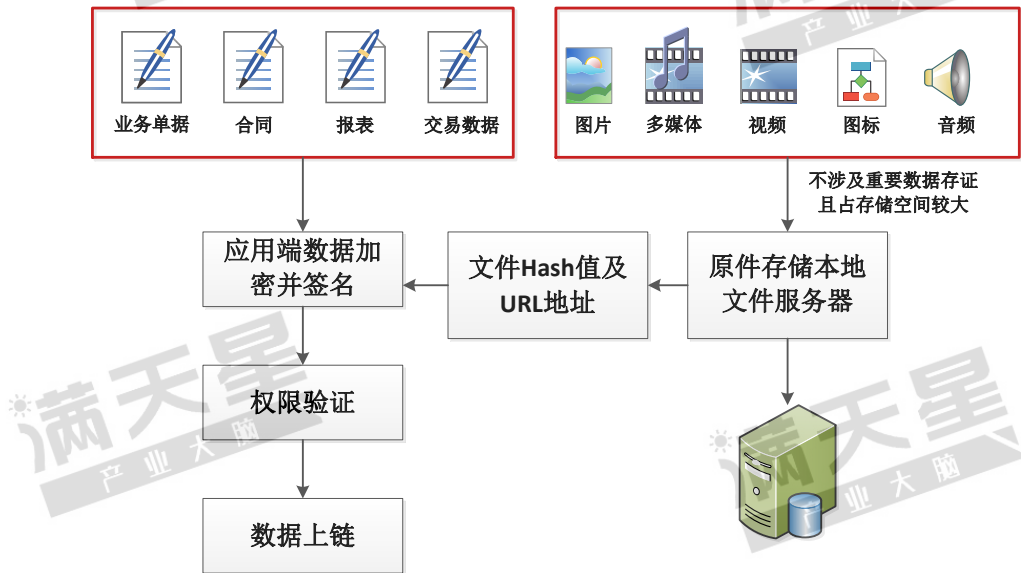 业务单据
合同
报表
交易数据
图片
多媒体
视频
图标
音频
不涉及重要数据存证
且占存储空间较大
应用端数据加
密并签名
文件Hash值及
URL地址
原件存储本地
文件服务器
权限验证
数据上链
满天星
产业大脑
满天星
产业大脑
产业